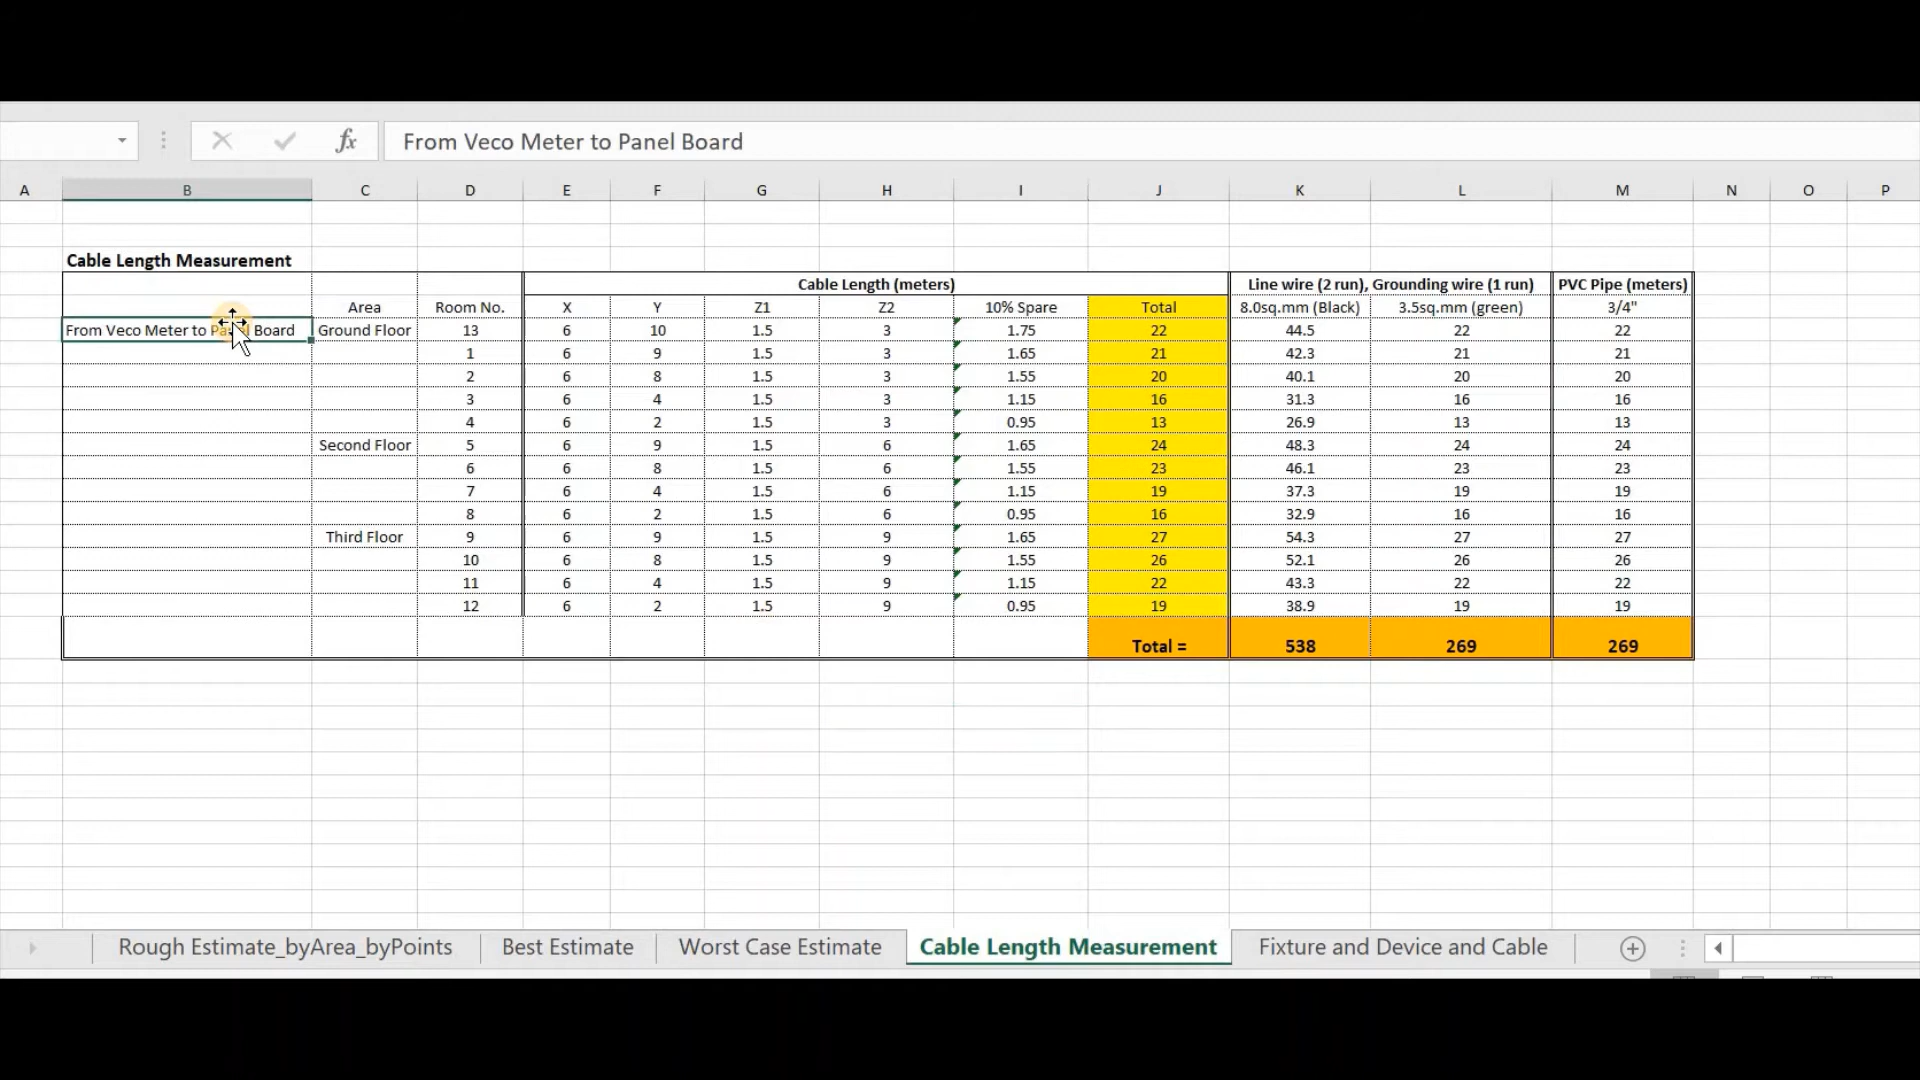 fx From Veco Meter to Panel Board
A B C D E F G H I J K L M N O P
Cable Length Measurement
Cable Length (meters) Line wire (2 run), Grounding wire (1 run) PVC Pipe (meters)
Area Room No. X Y Z1 Z2 10% Spare Total 8.0sq.mm (Black) 3.5sq.mm (green) 3/4"
From Veco Meter to Panel Board Ground Floor 13 6 10 1.5 3 1.75 22 44.5 22 22
1 6 9 1.5 3 1.65 21 42.3 21 21
2 6 8 1.5 3 1.55 20 40.1 20 20
3 6 4 1.5 3 1.15 16 31.3 16 16
4 6 2 1.5 3 0.95 13 26.9 13 13
Second Floor 5 6 9 1.5 6 1.65 24 48.3 24 24
6 6 8 1.5 6 1.55 23 46.1 23 23
7 6 4 1.5 6 1.15 19 37.3 19 19
8 6 2 1.5 6 0.95 16 32.9 16 16
Third Floor 9 6 9 1.5 9 1.65 27 54.3 27 27
10 6 8 1.5 9 1.55 26 52.1 26 26
11 6 4 1.5 9 1.15 22 43.3 22 22
12 6 2 1.5 9 0.95 19 38.9 19 19
Total = 538 269 269
Rough Estimate_byArea_byPoints Best Estimate Worst Case Estimate Cable Length Measurement Fixture and Device and Cable